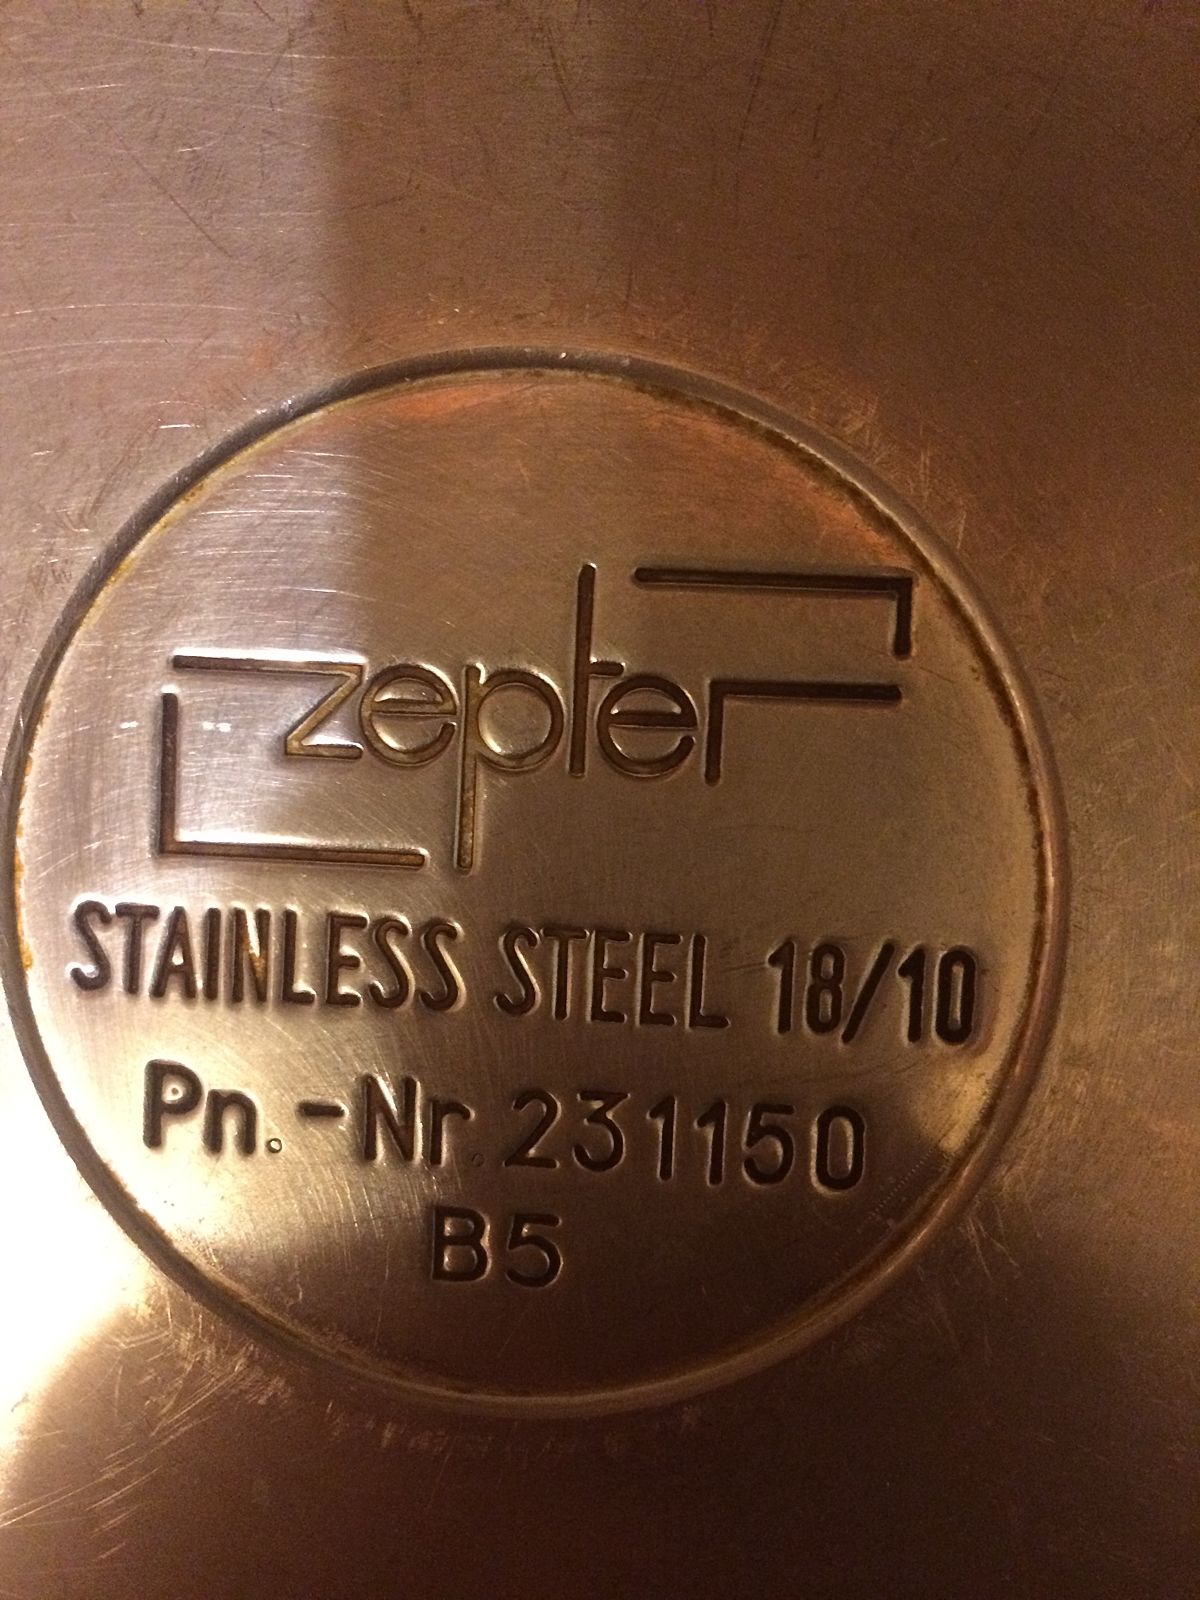 zepter
STAINLESS STEEL 18/10
Pn.-Nr.231150
B5